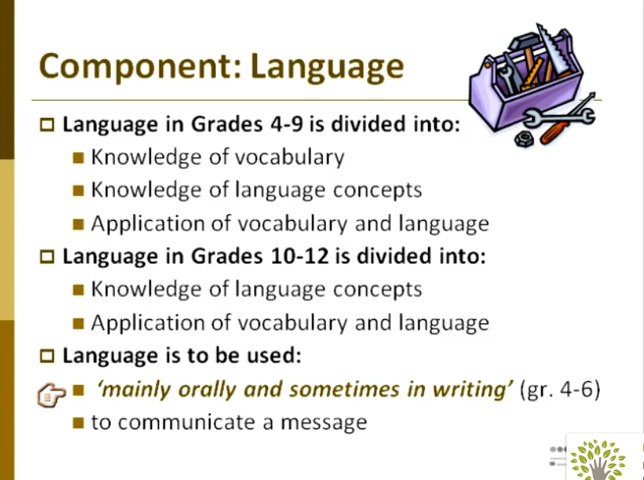 Component: Language
Language in Grades 4-9 is divided into:
Knowledge of vocabulary
Knowledge of language concepts
Application of vocabulary and language
Language in Grades 10-12 is divided into:
Knowledge of language concepts
Application of vocabulary and language
Language is to be used:
‘mainly orally and sometimes in writing’ (gr. 4-6)
to communicate a message